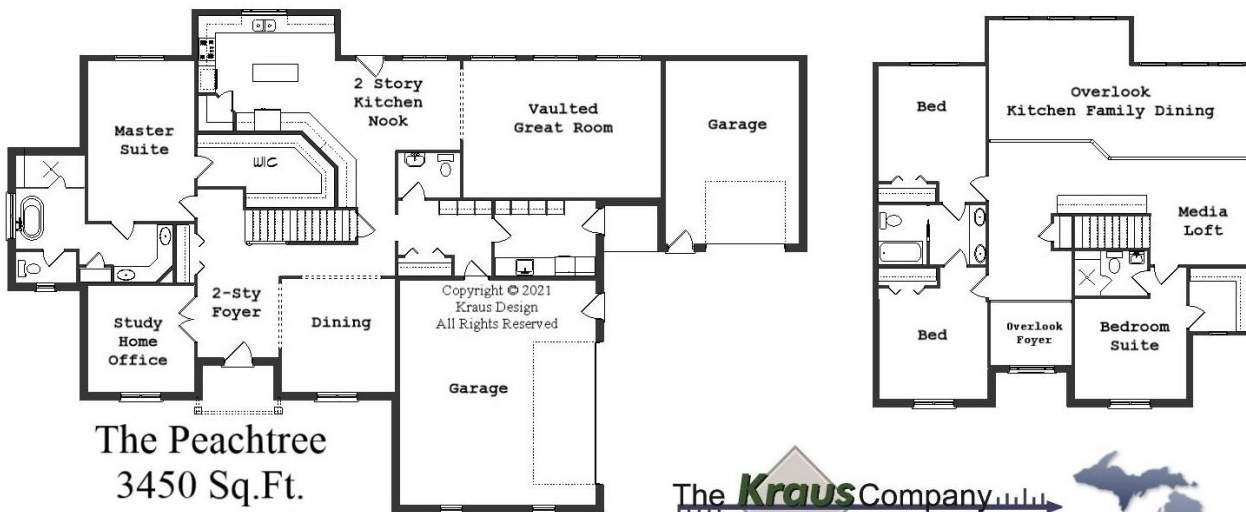 2 Story
Kitchen
Nook
Master
Suite
WIC
Vaulted
Great Room
Garage
2-Sty
Foyer
Study
Home
Office
Dining
Copyright © 2021
Kraus Design
All Rights Reserved
Garage
The Peachtree
3450 Sq.Ft.
Bed
Overlook
Kitchen Family Dining
Media
Loft
Bed
Overlook
Foyer
Bedroom
Suite
The Kraus Company